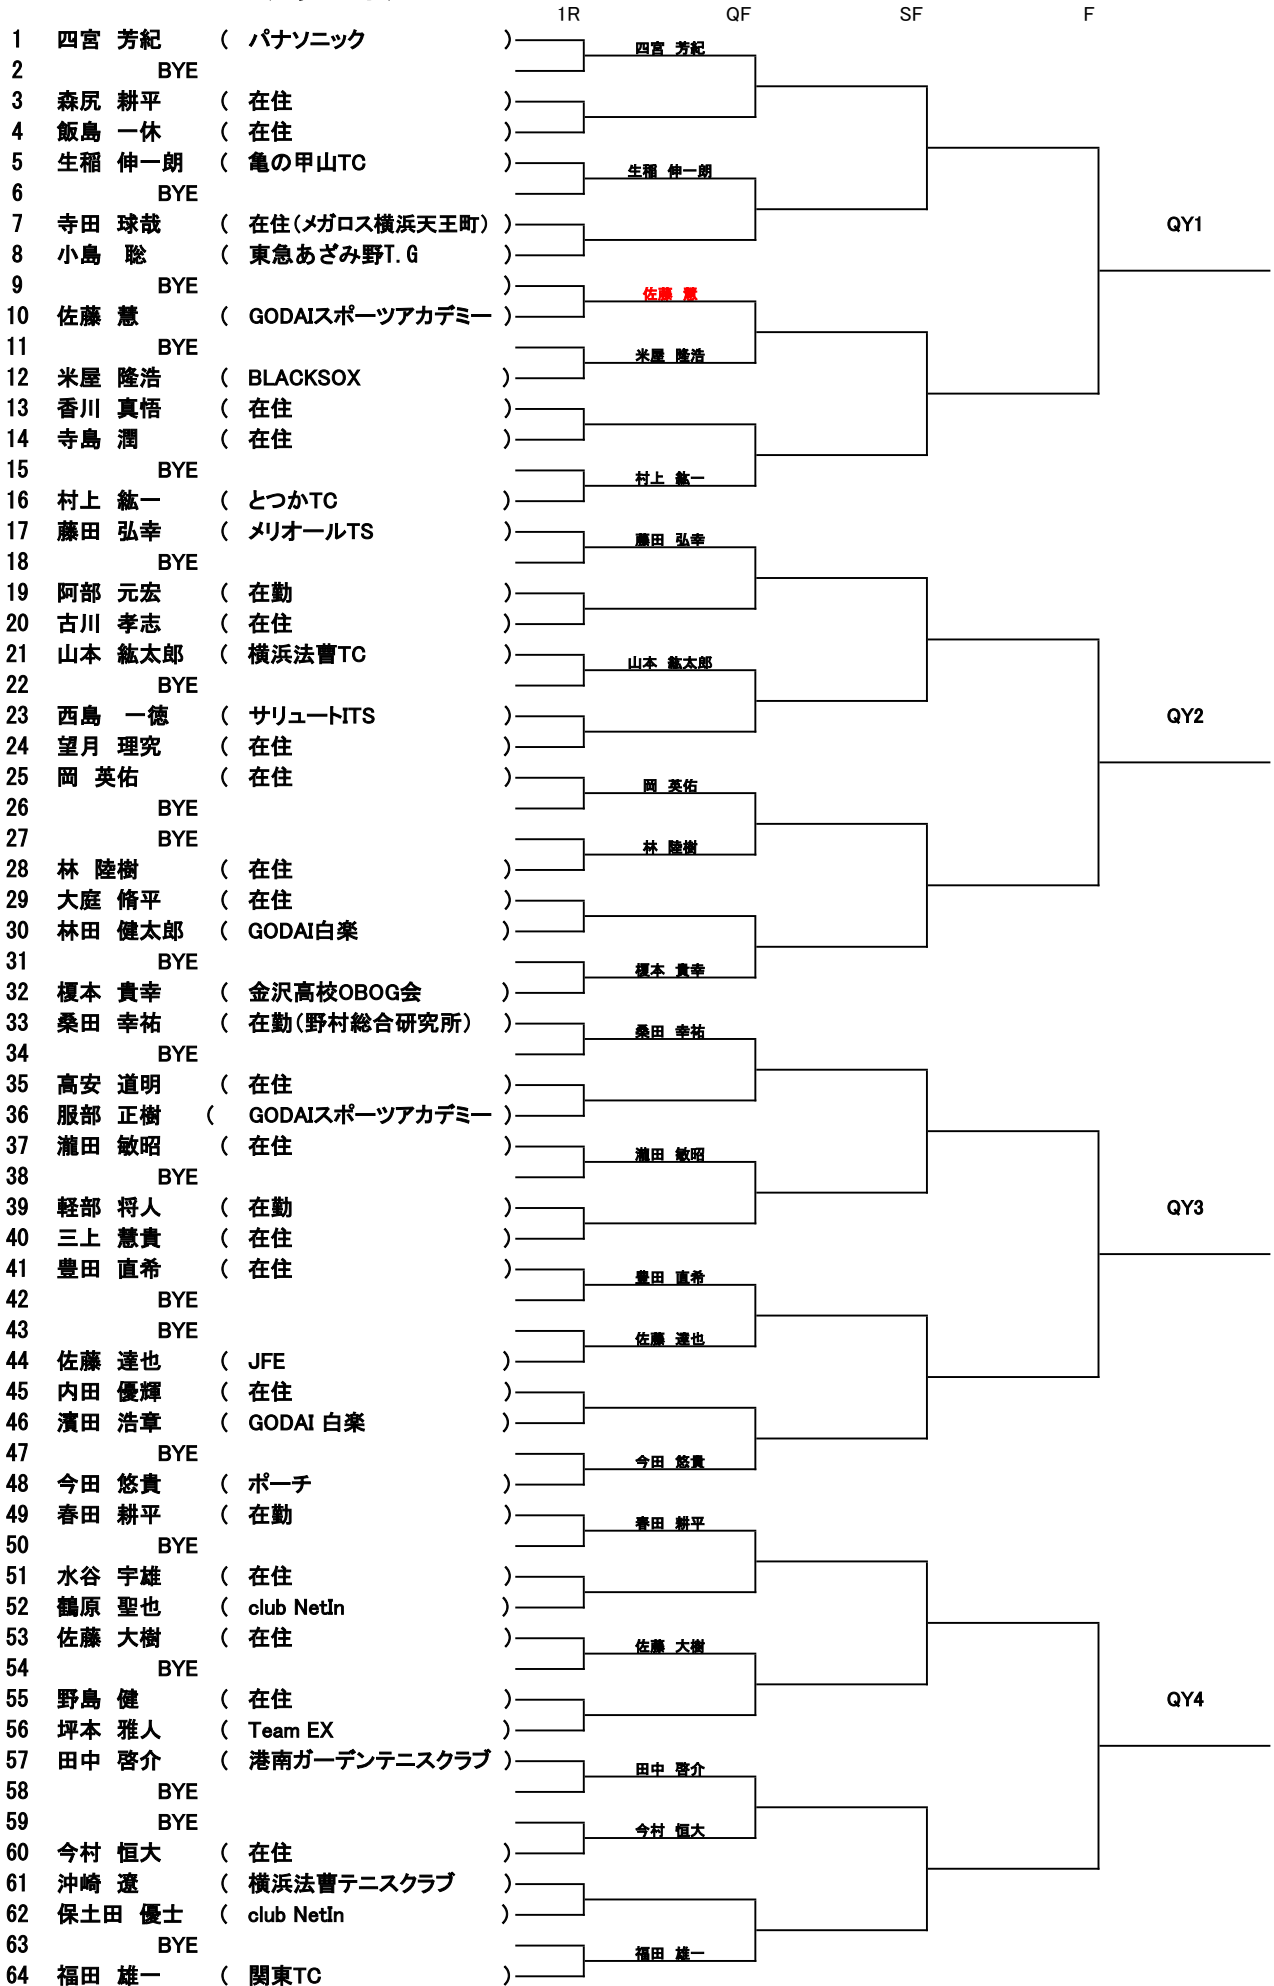 1R QF SF F
1 四宮 芳紀 ( パナソニック )
四宮 芳紀
2 BYE
3 森尻 耕平 ( 在住 )
4 飯島 一休 ( 在住 )
5 生稲 伸一朗 ( 亀の甲山TC )
生稲 伸一朗
6 BYE
7 寺田 球哉 ( 在住(メガロス横浜天王町) )
QY1
8 小島 聡 ( 東急あざみ野T.G )
9 BYE )
佐藤 慧
10 佐藤 慧 ( GODAIスポーツアカデミー )
11 BYE
米屋 隆浩
12 米屋 隆浩 ( BLACKSOX )
13 香川 真悟 ( 在住 )
14 寺島 潤 ( 在住 )
15 BYE
村上 紘一
16 村上 紘一 ( とつかTC )
17 藤田 弘幸 ( メリオールTS )
藤田 弘幸
18 BYE
19 阿部 元宏 ( 在勤 )
20 古川 孝志 ( 在住 )
21 山本 紘太郎 ( 横浜法曹TC )
山本 紘太郎
22 BYE
23 西島 一徳 ( サリュートITS )
QY2
24 望月 理究 ( 在住 )
25 岡 英佑 ( 在住 )
岡 英佑
26 BYE
27 BYE
林 陸樹
28 林 陸樹 ( 在住 )
29 大庭 脩平 ( 在住 )
30 林田 健太郎 ( GODAI白楽 )
31 BYE
榎本 貴幸
32 榎本 貴幸 ( 金沢高校OBOG会 )
33 桑田 幸祐 ( 在勤(野村総合研究所) )
桑田 幸祐
34 BYE
35 高安 道明 ( 在住 )
36 服部 正樹 ( GODAIスポーツアカデミー )
37 瀧田 敏昭 ( 在住 )
瀧田 敏昭
38 BYE
39 軽部 将人 ( 在勤 )
QY3
40 三上 慧貴 ( 在住 )
41 豊田 直希 ( 在住 )
豊田 直希
42 BYE
43 BYE
佐藤 達也
44 佐藤 達也 ( JFE )
45 内田 優輝 ( 在住 )
46 濱田 浩章 ( GODAI 白楽 )
47 BYE
今田 悠貴
48 今田 悠貴 ( ポーチ )
49 春田 耕平 ( 在勤 )
春田 耕平
50 BYE
51 水谷 宇雄 ( 在住 )
52 鶴原 聖也 ( club NetIn )
53 佐藤 大樹 ( 在住 )
佐藤 大樹
54 BYE
55 野島 健 ( 在住 )
QY4
56 坪本 雅人 ( Team EX )
57 田中 啓介 ( 港南ガーデンテニスクラブ )
田中 啓介
58 BYE
59 BYE
今村 恒大
60 今村 恒大 ( 在住 )
61 沖崎 遼 ( 横浜法曹テニスクラブ )
62 保土田 優士 ( club NetIn )
63 BYE
福田 雄一
64 福田 雄一 ( 関東TC )